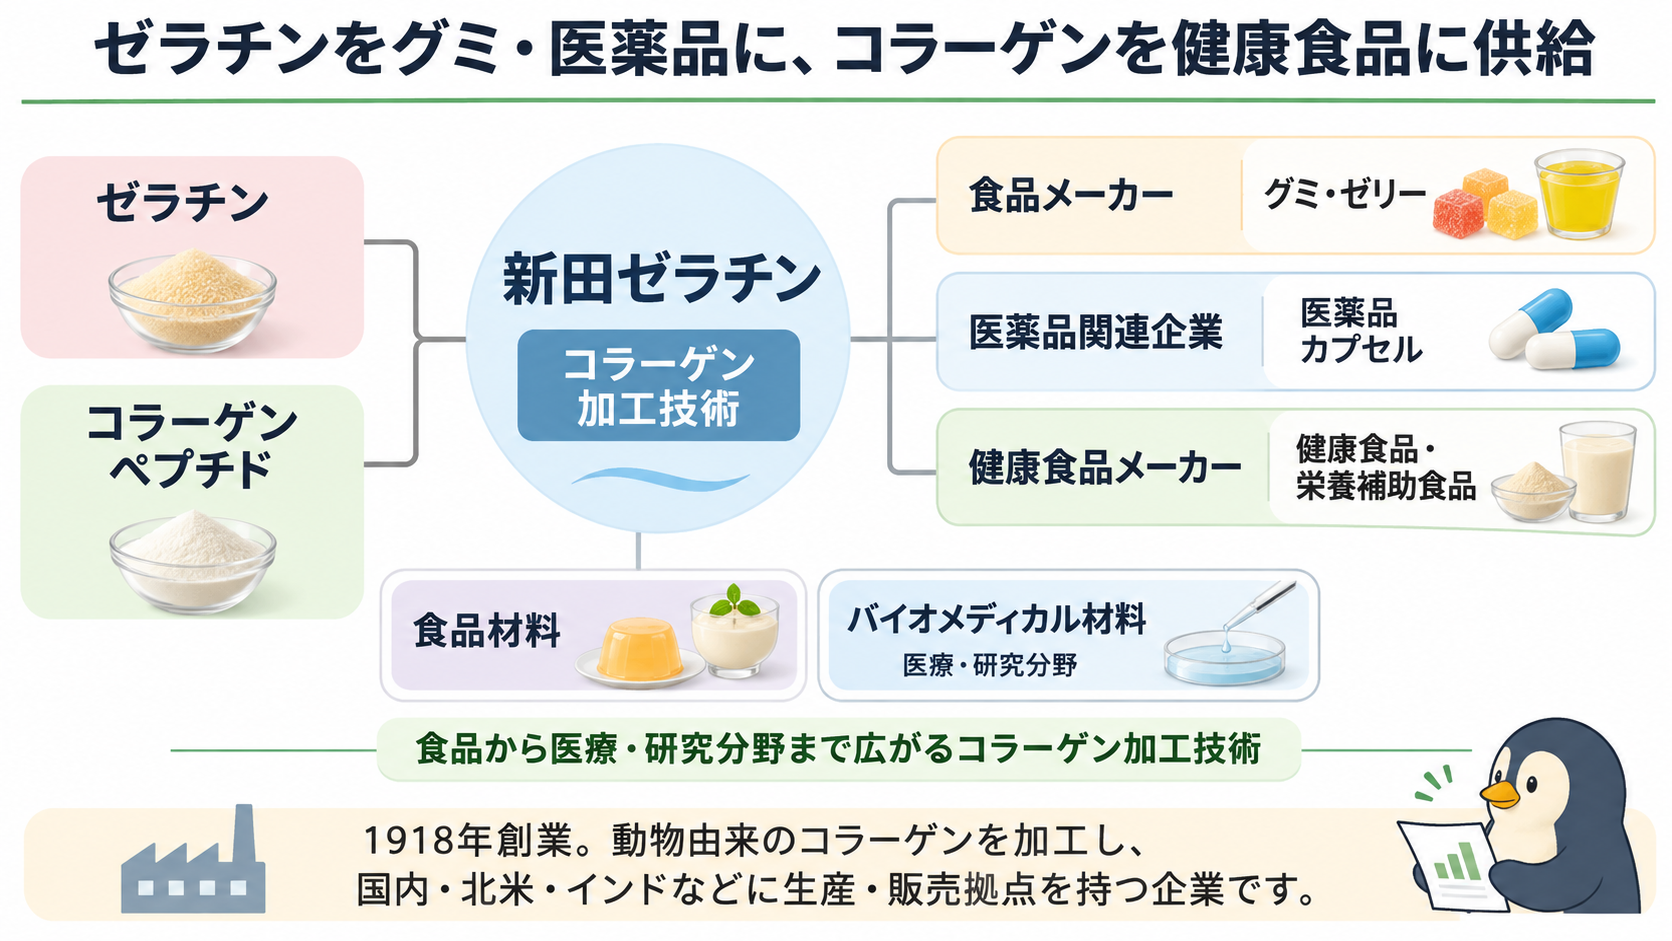 ゼラチンをグミ・医薬品に、コラーゲンを健康食品に供給
ゼラチン
コラーゲン
ペプチド
新田ゼラチン
コラーゲン
加工技術
食品メーカー
グミ・ゼリー
医薬品関連企業
医薬品
カプセル
健康食品メーカー
健康食品・
栄養補助食品
食品材料
バイオメディカル材料
医療・研究分野
食品から医療・研究分野まで広がるコラーゲン加工技術
1918年創業。動物由来のコラーゲンを加工し、
国内・北米・インドなどに生産・販売拠点を持つ企業です。